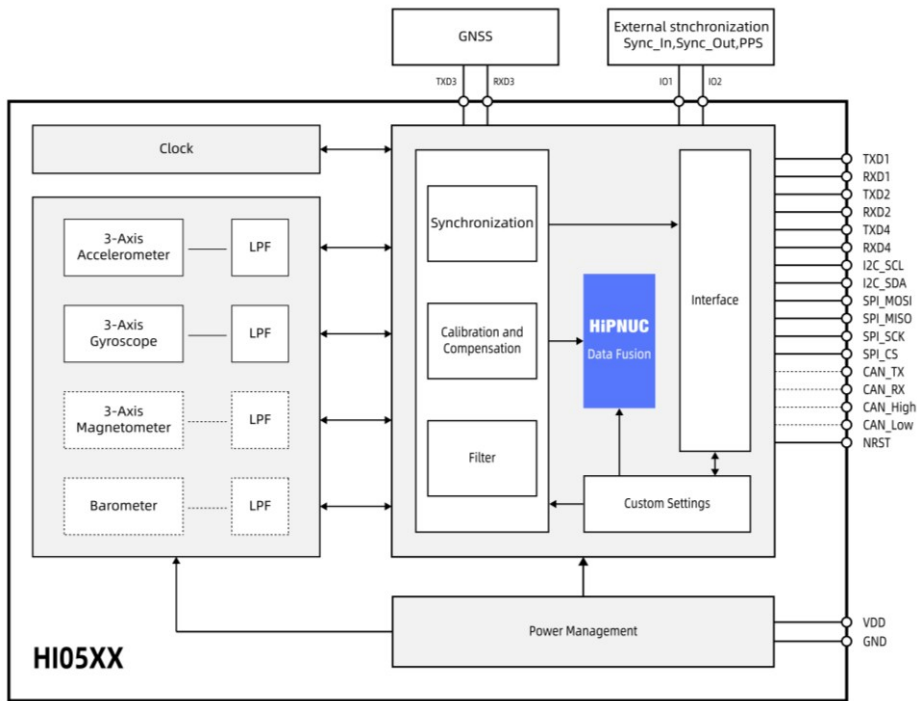 GNSS
External stnchronization
Sync_In,Sync_Out,PPS
TXD3
RXD3
IO1
IO2
Clock
3-Axis
Accelerometer
LPF
3-Axis
Gyroscope
LPF
3-Axis
Magnetometer
LPF
Barometer
LPF
Synchronization
Calibration and
Compensation
Filter
HiPNUC
Data Fusion
Interface
Custom Settings
TXD1
RXD1
TXD2
RXD2
TXD4
RXD4
I2C_SCL
I2C_SDA
SPI_MOSI
SPI_MISO
SPI_SCK
SPI_CS
CAN_TX
CAN_RX
CAN_High
CAN_Low
NRST
Power Management
VDD
GND
HI05XX